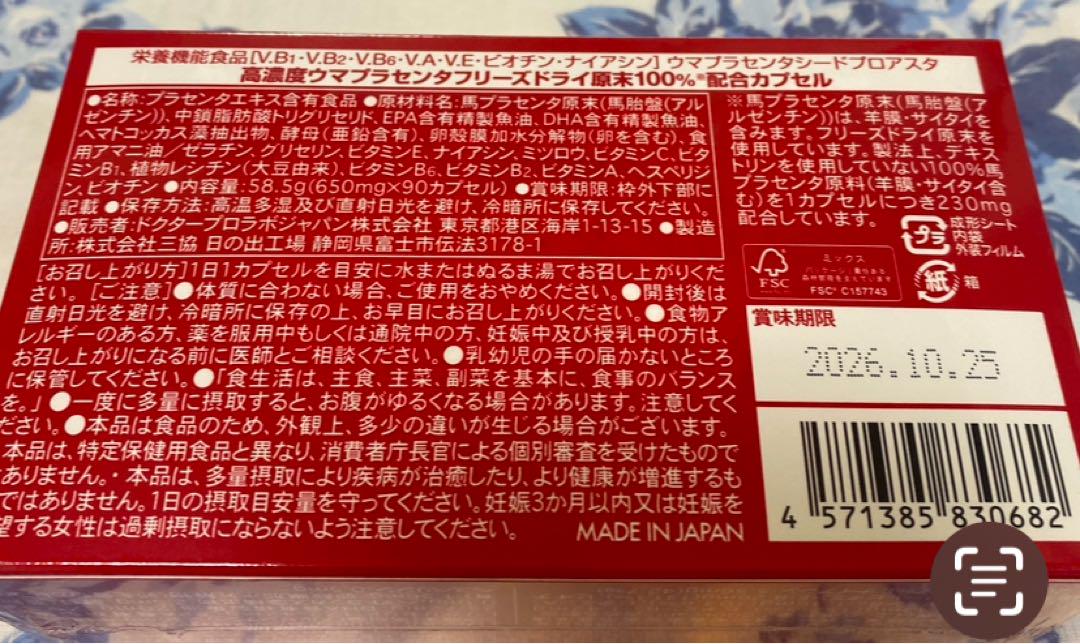 栄養機能食品[V.B1・V.B2・V.B6・V.A・V.E・ビオチン・ナイアシン] ウマプラセンタシードプロアスタ
高濃度ウマプラセンタフリーズドライ原末100%※配合カプセル
●名称:プラセンタエキス含有食品 ●原材料名:馬プラセンタ原末(馬胎盤(アル
ゼンチン))、中鎖脂肪酸トリグリセリド、EPA含有精製魚油、DHA含有精製魚油、
ヘマトコッカス藻抽出物、酵母(亜鉛含有)、卵殻膜加水分解物(卵を含む)、食
用アマニ油/ゼラチン、グリセリン、ビタミンE、ナイアシン、ミツロウ、ビタミンC、ビタ
ミンB1、植物レシチン(大豆由来)、ビタミンB6、ビタミンB2、ビタミンA、ヘスペリジ
ン、ビオチン ●内容量:58.5g(650mg×90カプセル) ●賞味期限:枠外下部に
記載 ●保存方法:高温多湿及び直射日光を避け、冷暗所に保存してください。
●販売者:ドクタープロラボジャパン株式会社 東京都港区海岸1-13-15 ●製造
所:株式会社三協 日の出工場 静岡県富士市伝法3178-1
[お召し上がり方]1日1カプセルを目安に水またはぬるま湯でお召し上がりくだ
さい。 [ご注意]●体質に合わない場合、ご使用をおやめください。●開封後は
直射日光を避け、冷暗所に保存の上、お早目にお召し上がりください。●食物ア
レルギーのある方、薬を服用中もしくは通院中の方、妊娠中及び授乳中の方は、
お召し上がりになる前に医師とご相談ください。●乳幼児の手の届かないところ
に保管してください。●「食生活は、主食、主菜、副菜を基本に、食事のバランス
を。」●一度に多量に摂取すると、お腹がゆるくなる場合があります。注意してく
ださい。●本品は食品のため、外観上、多少の違いが生じる場合がございます。
本品は、特定保健用食品と異なり、消費者庁長官による個別審査を受けたもので
はありません。・本品は、多量摂取により疾病が治癒したり、より健康が増進するも
のではありません。1日の摂取目安量を守ってください。妊娠3か月以内又は妊娠を
望する女性は過剰摂取にならないよう注意してください。
MADE IN JAPAN
※馬プラセンタ原末(馬胎盤(ア
ルゼンチン))は、羊膜・サイタイを
含みます。フリーズドライ原末を
使用しています。製法上、デキス
トリンを使用していない100%馬
プラセンタ原料(羊膜・サイタイ含
む)を1カプセルにつき230mg
配合しています。
プラ
成形シート
内袋
外装フィルム
紙
箱
FSC
ミックス
FSC® C157743
賞味期限
2026.10.25
4 571385 830682